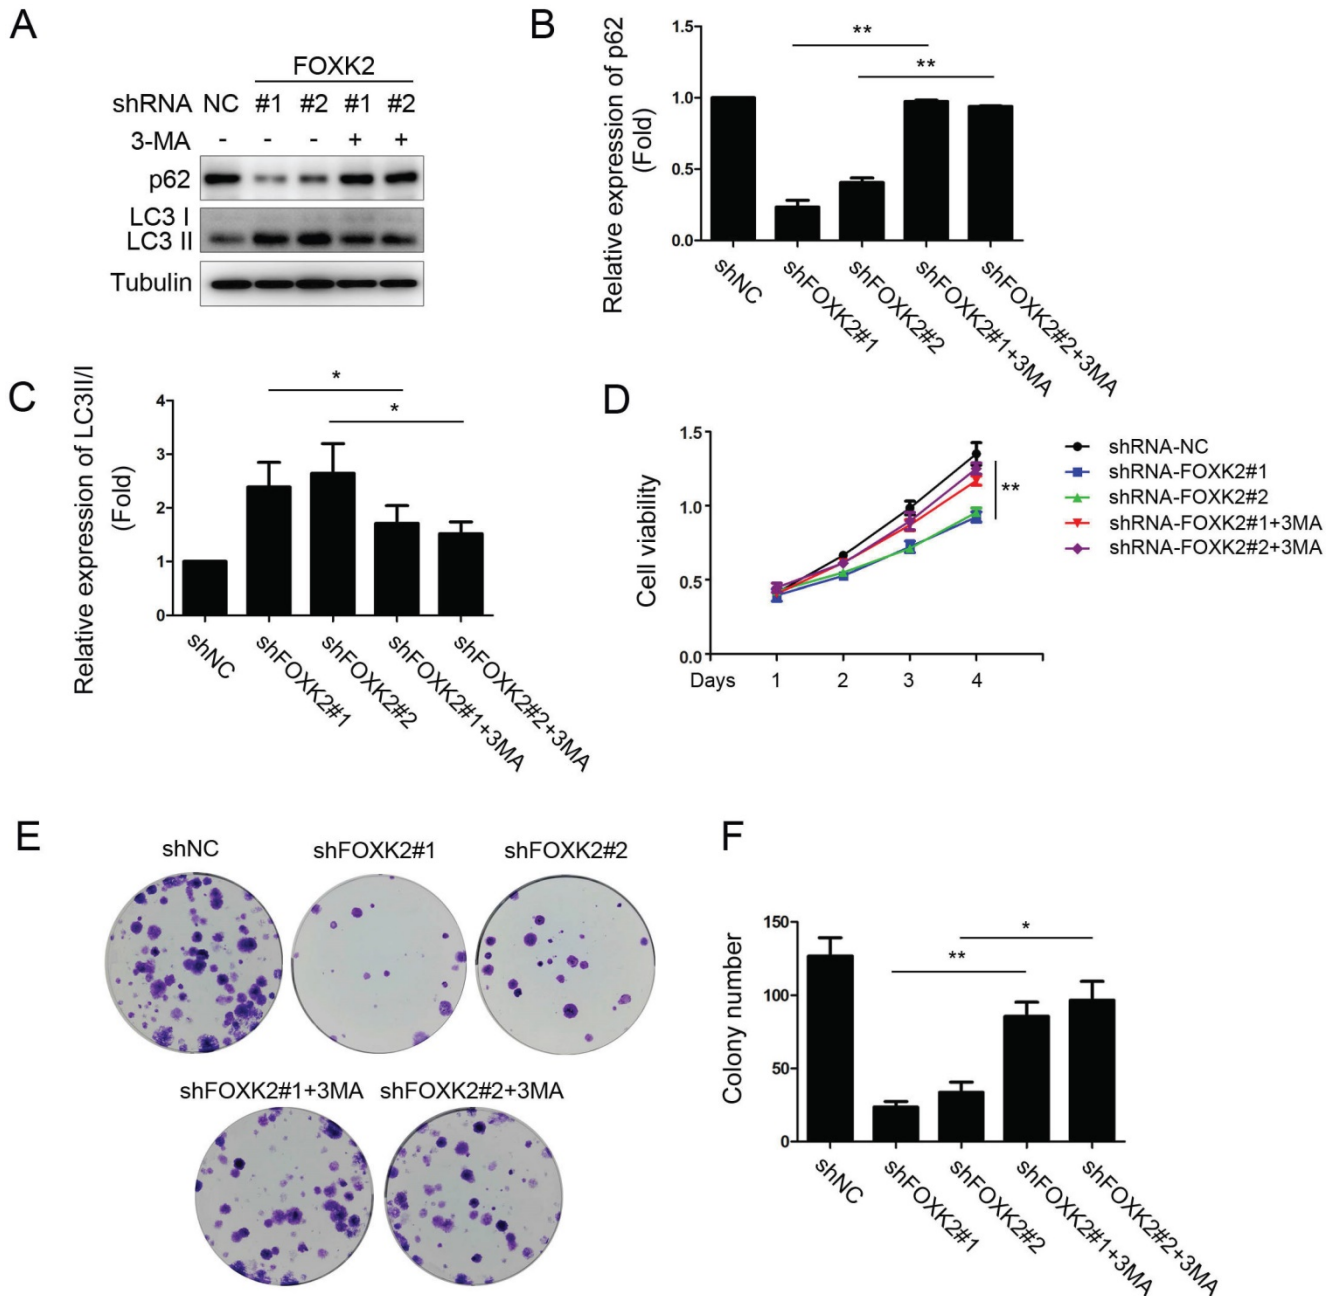 A
FOXK2
shRNA NC #1 #2 #1 #2
3-MA - - - + +
p62
LC3 I
LC3 II
Tubulin
B
Relative expression of p62
(Fold)
1.5
1.0
0.5
0.0
**
**
shNC
shFOXK2#1
shFOXK2#2
shFOXK2#1+3MA
shFOXK2#2+3MA
C
Relative expression of LC3II/I
(Fold)
4
3
2
1
0
*
*
shNC
shFOXK2#1
shFOXK2#2
shFOXK2#1+3MA
shFOXK2#2+3MA
D
Cell viability
1.5
1.0
0.5
0.0
Days 1 2 3 4
**
shRNA-NC
shRNA-FOXK2#1
shRNA-FOXK2#2
shRNA-FOXK2#1+3MA
shRNA-FOXK2#2+3MA
E
shNC
shFOXK2#1
shFOXK2#2
shFOXK2#1+3MA
shFOXK2#2+3MA
F
Colony number
150
100
50
0
**
*
shNC
shFOXK2#1
shFOXK2#2
shFOXK2#1+3MA
shFOXK2#2+3MA